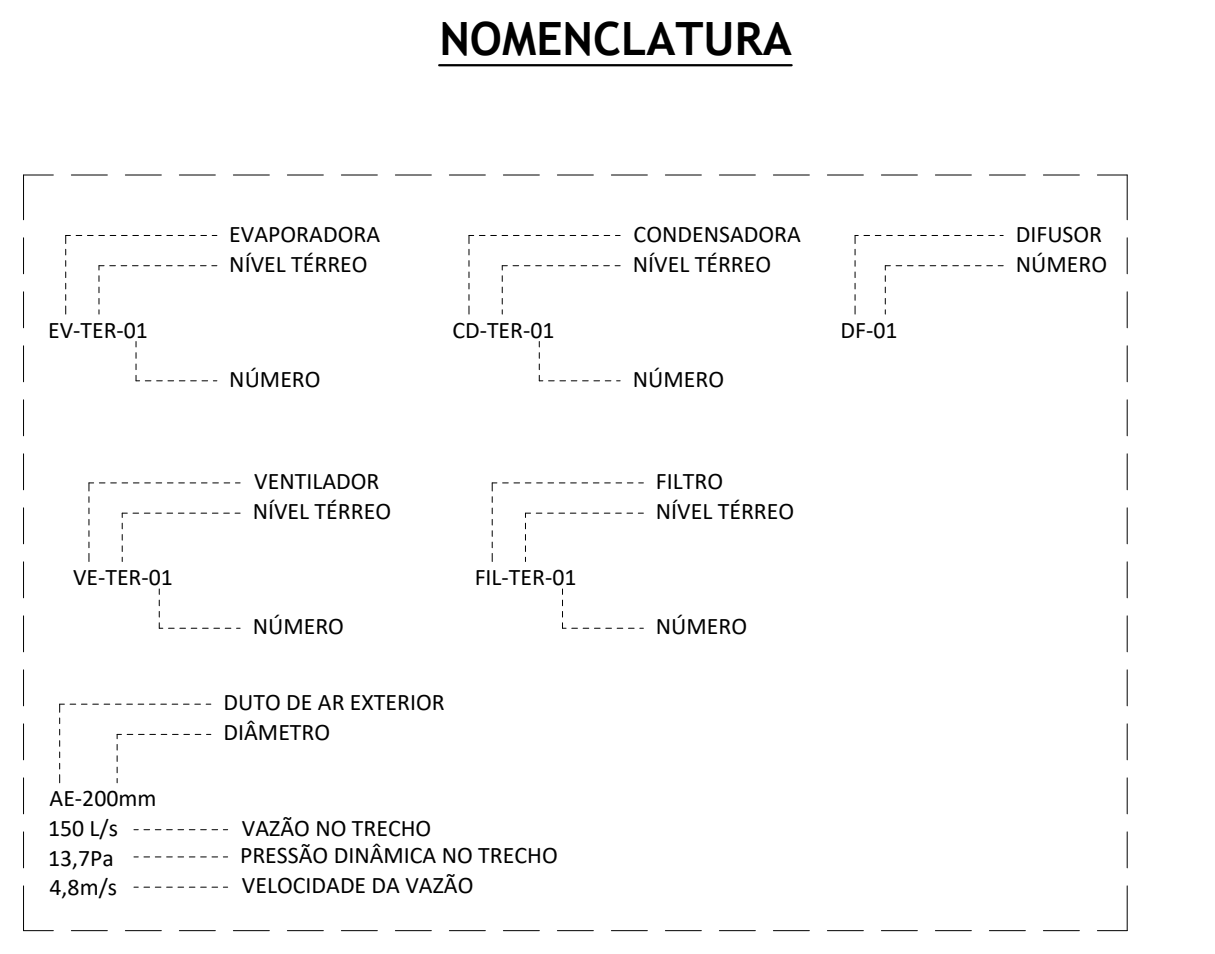 NOMENCLATURA
EVAPORADORA
NÍVEL TÉRREO
EV-TER-01
NÚMERO
CONDENSADORA
NÍVEL TÉRREO
CD-TER-01
NÚMERO
DIFUSOR
NÚMERO
DF-01
VENTILADOR
NÍVEL TÉRREO
VE-TER-01
NÚMERO
FILTRO
NÍVEL TÉRREO
FIL-TER-01
NÚMERO
DUTO DE AR EXTERIOR
DIÂMETRO
AE-200mm
150 L/s VAZÃO NO TRECHO
13,7Pa PRESSÃO DINÂMICA NO TRECHO
4,8m/s VELOCIDADE DA VAZÃO